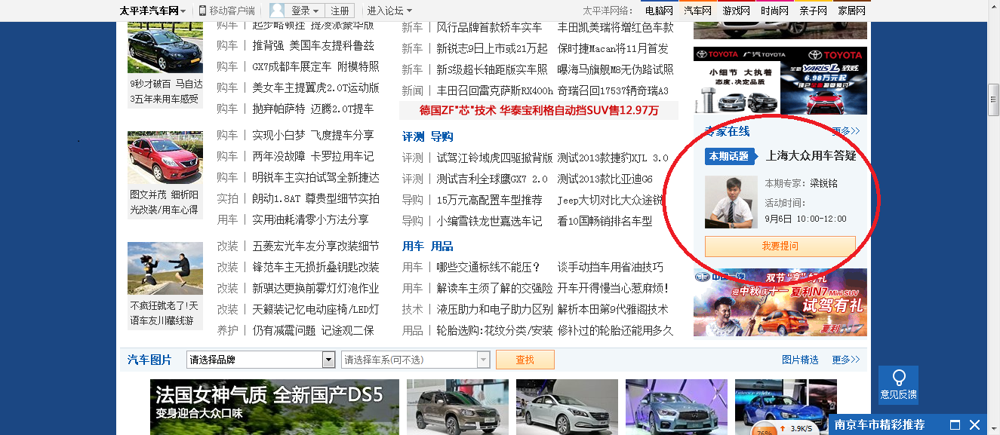 太平洋汽车网 移动客户端 登录 注册 进入论坛 太平洋网络： 电脑网 汽车网 游戏网 时尚网 亲子网 家居网
购车 | 起步略顿挫 提凌派豪华版
购车 | 推背强 美国车友提科鲁兹
购车 | GX7成都车展定车 附模特照
购车 | 美女车主提翼虎2.0T运动版
购车 | 抛弃帕萨特 迈腾2.0T提车
9秒才破百 马自达
3五年来用车感受
购车 | 实现小白梦 飞度提车分享
购车 | 两年没故障 卡罗拉用车记
购车 | 明锐车主实拍试驾全新捷达
实拍 | 朗动1.8AT 尊贵型细节实拍
用车 | 实用油耗清零小方法分享
图文并茂 细析阳
光改装/用车心得
改装 | 五菱宏光车友分享改装细节
改装 | 锋范车主无损折叠钥匙改装
改装 | 新骐达更换前雾灯灯泡作业
改装 | 天籁装记忆电动座椅/LED灯
养护 | 仍有减震问题 记途观二保
不疯狂就老了!天
语车友川藏线游
新车 | 风行品牌首款轿车实车 丰田凯美瑞将增红色车款
新车 | 新锐志9日上市或21万起 保时捷Macan将11月首发
新车 | 新S级超长轴距版实车照 曝海马旗舰M8无伪路试照
新闻 | 丰田召回雷克萨斯RX400h 奇瑞召回17537辆奇瑞A3
德国ZF"芯"技术 华泰宝利格自动挡SUV售12.97万
评测 导购
评测 | 试驾江铃域虎四驱掀背版 测试2013款捷豹XJL 3.0
评测 | 测试吉利全球鹰GX7 2.0 测试2013款比亚迪G6
导购 | 15万元高配置车型推荐 Jeep大切对比大众途锐
导购 | 小编雪铁龙世嘉选车记 看10国畅销排名车型
用车 用品
用车 | 哪些交通标线不能压？ 谈手动挡车用省油技巧
用车 | 解读车主须了解的交强险 开车开得慢当心惹麻烦!
技术 | 液压助力和电子助力区别 解析本田第9代雅阁技术
用品 | 轮胎选购:花纹分类/安装 修补过的轮胎还能用多久
TOYOTA 广汽TOYOTA TOYOTA
小细节 大执着
态度，决定品质
全新 YARiS L 致炫
6.98万元起
现已全面接受预订
专家在线 更多>>
本期话题 上海大众用车答疑
本期专家：梁锐铭
活动时间：
9月6日 10:00-12:00
我要提问
中国一汽 双节“喜”好礼
迎中秋庆十一 夏利N7 Mini SUV
试驾有礼
夏利N7
汽车图片 请选择品牌 请选择车系(可不选) 查找 图片精选 更多>>
法国女神气质 全新国产DS5
变身迎合大众口味
意见反馈
南京车市精彩推荐
76% 3.9K/S